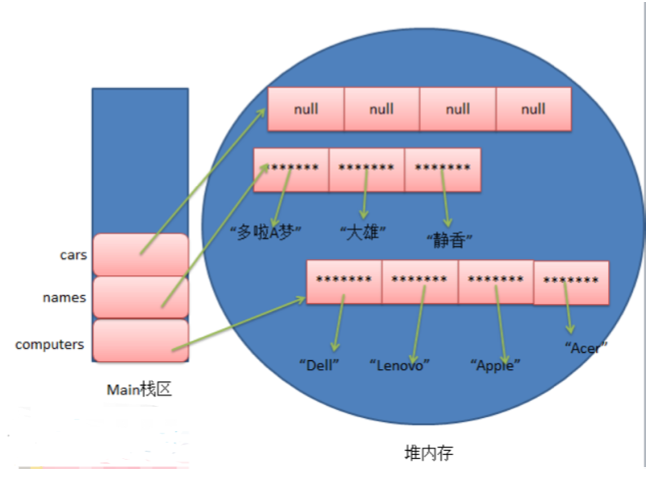 null null null null
******* ******* *******
"多啦A梦" "大雄" "静香"
cars
names
******* ******* ******* *******
computers
"Dell" "Lenovo" "Apple" "Acer"
Main栈区
堆内存